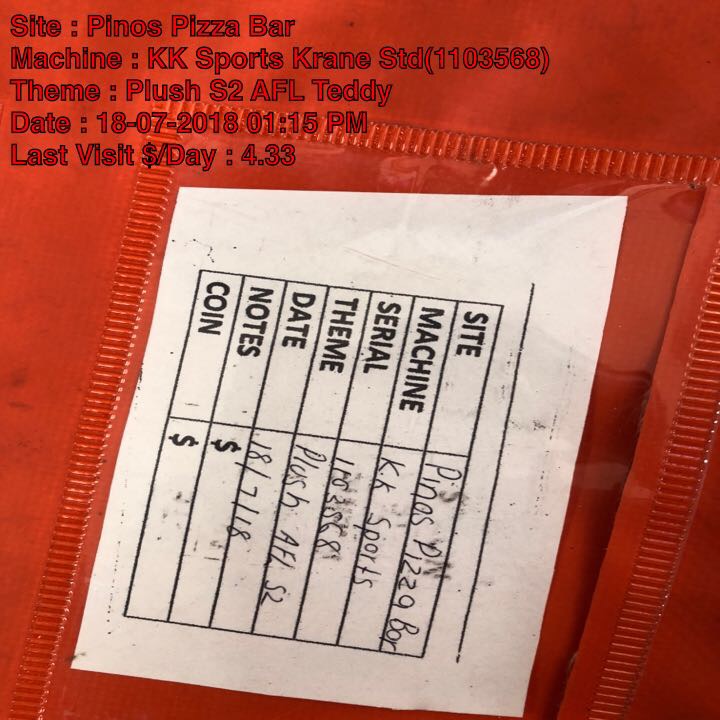 Site : Pinos Pizza Bar
Machine : KK Sports Krane Std(1103568)
Theme : Plush S2 AFL Teddy
Date : 18-07-2018 01:15 PM
Last Visit $/Day : 4.33
SITE Pinos Pizza Bar
MACHINE KK Sports
SERIAL 1103568
THEME Plush AFL S2
DATE 18/7/18
NOTES $
COIN $